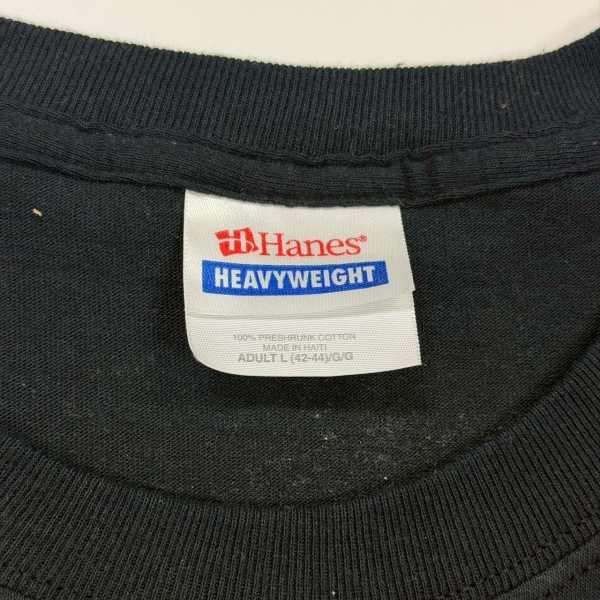 Hanes®
HEAVYWEIGHT
100% PRESHRUNK COTTON
MADE IN HAITI
ADULT L (42-44)/G/G